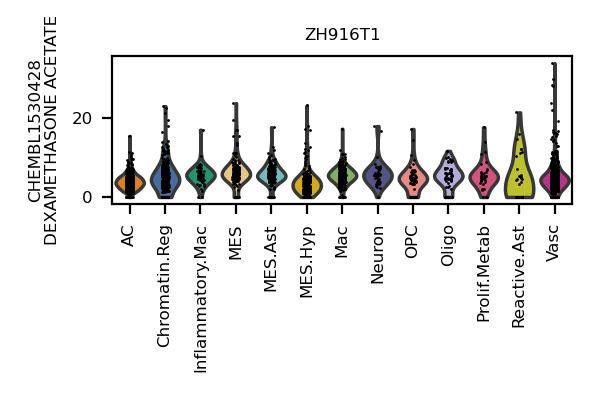 ZH916T1
CHEMBL1530428
DEXAMETHASONE ACETATE
20
0
AC
Chromatin.Reg
Inflammatory.Mac
MES
MES.Ast
MES.Hyp
Mac
Neuron
OPC
Oligo
Prolif.Metab
Reactive.Ast
Vasc